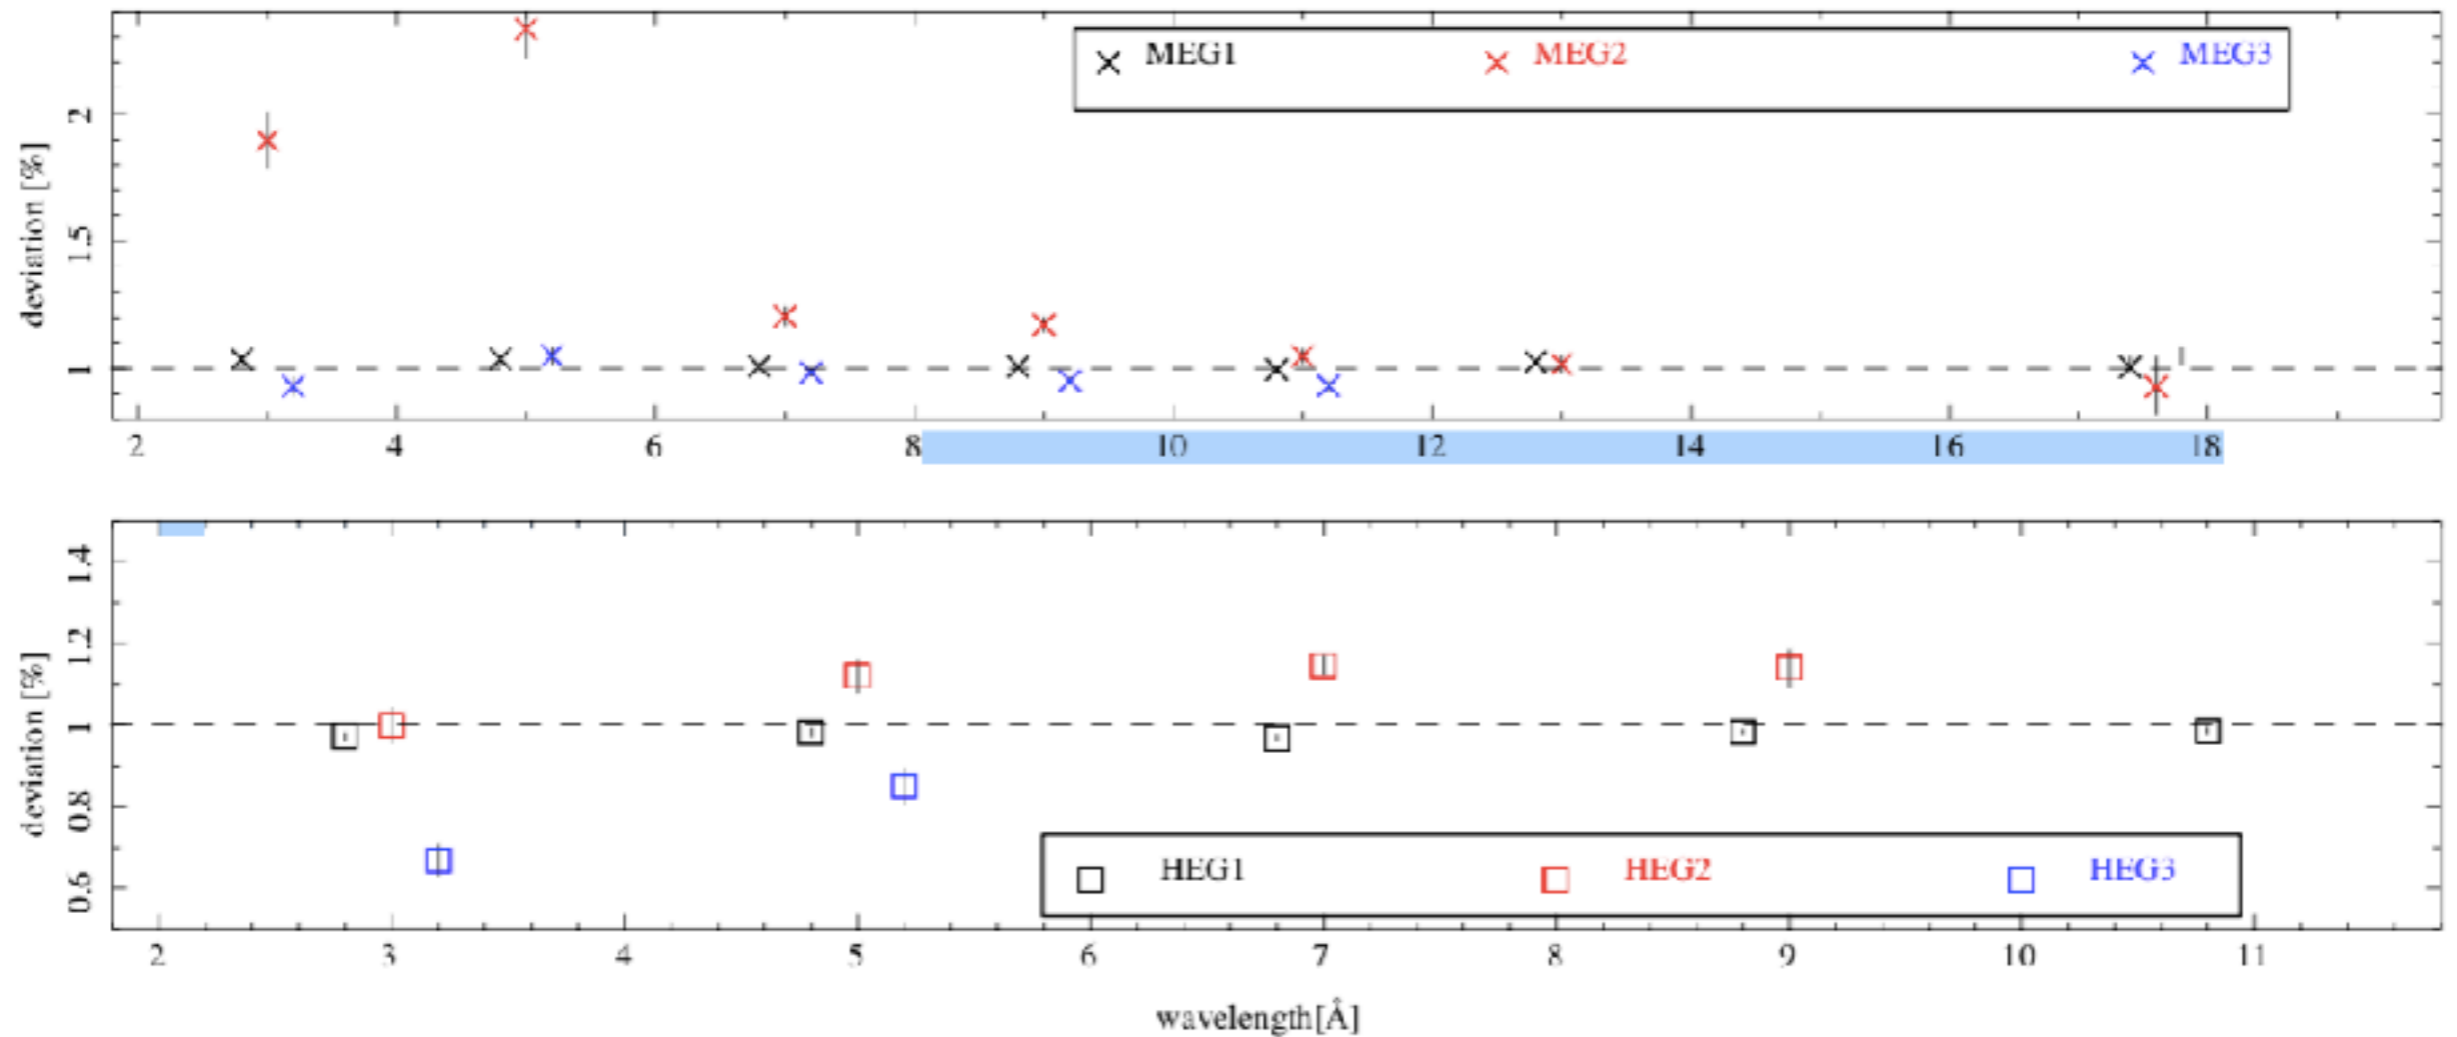 MEG1 MEG2 MEG3
deviation [%]
2
1.5
1
2 4 6 8 10 12 14 16 18
deviation [%]
1.4
1.2
1
0.8
0.6
HEG1 HEG2 HEG3
2 3 4 5 6 7 8 9 10 11
wavelength[Å]